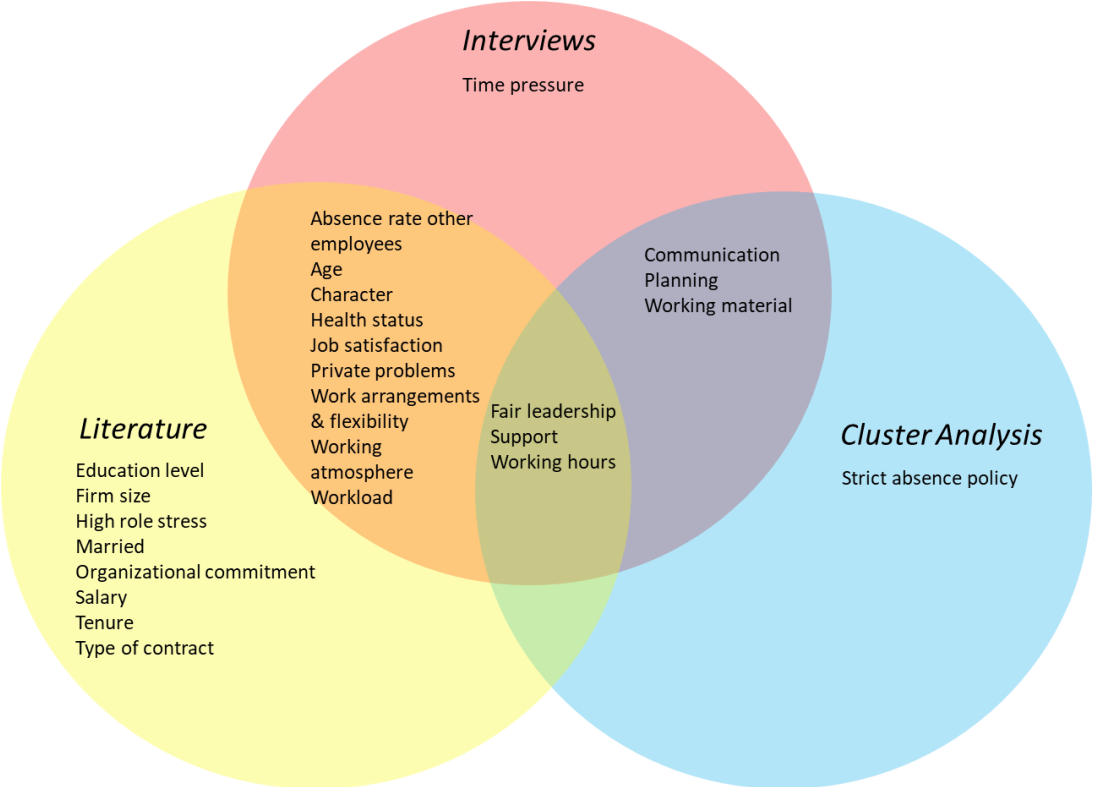 Interviews
Time pressure
Absence rate other
employees
Age
Character
Health status
Job satisfaction
Private problems
Work arrangements
& flexibility
Working
atmosphere
Workload
Communication
Planning
Working material
Fair leadership
Support
Working hours
Literature
Education level
Firm size
High role stress
Married
Organizational commitment
Salary
Tenure
Type of contract
Cluster Analysis
Strict absence policy